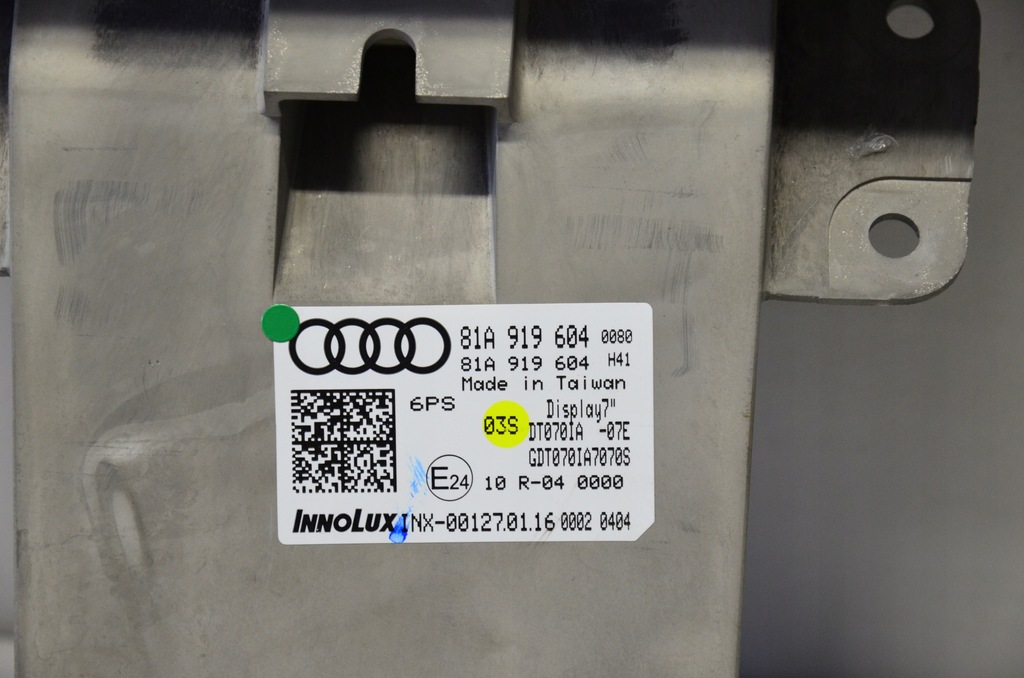 81A 919 604 0080
81A 919 604 H41
Made in Taiwan
6PS
Display7"
03S DT070IA -07E
GDT070IA7070S
E24 10 R-04 0000
INNOLUX INX-00127.01.16 0002 0404